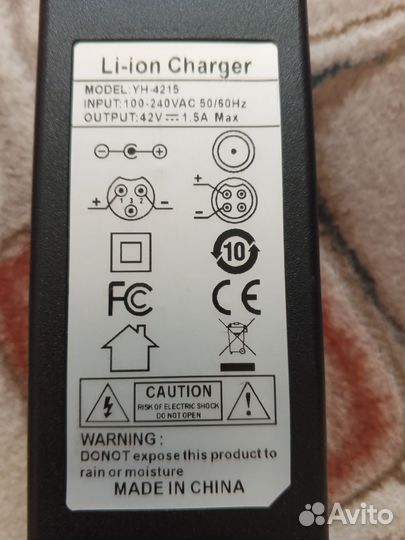 Li-ion Charger
MODEL:YH-4215
INPUT:100-240VAC 50/60Hz
OUTPUT:42V⎓1.5A Max
- +
+
-
1 3 2
+
-
10
FC CE
CAUTION
RISK OF ELECTRIC SHOCK
DO NOT OPEN
WARNING :
DONOT expose this product to
rain or moisture
MADE IN CHINA
Avito